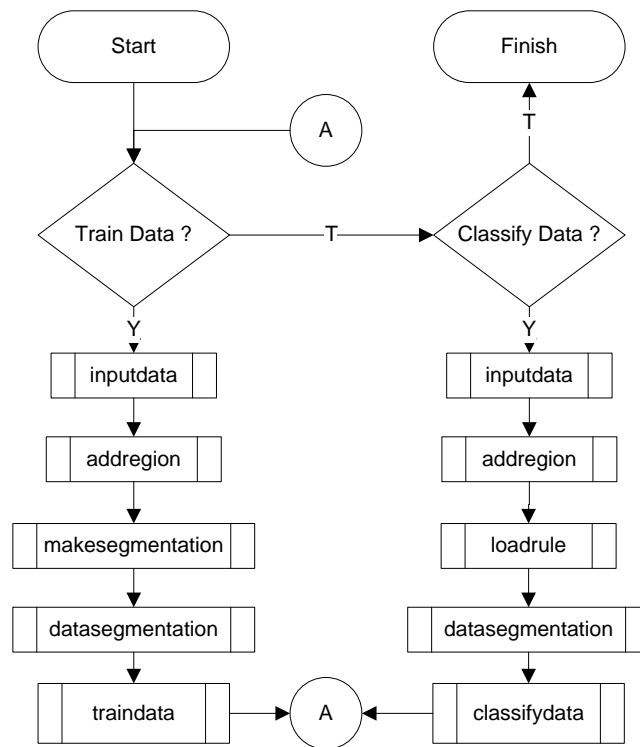 Start
Finish
A
Train Data ?
T
Classify Data ?
T
Y
Y
inputdata
inputdata
addregion
addregion
makesegmentation
loadrule
datasegmentation
datasegmentation
traindata
A
classifydata